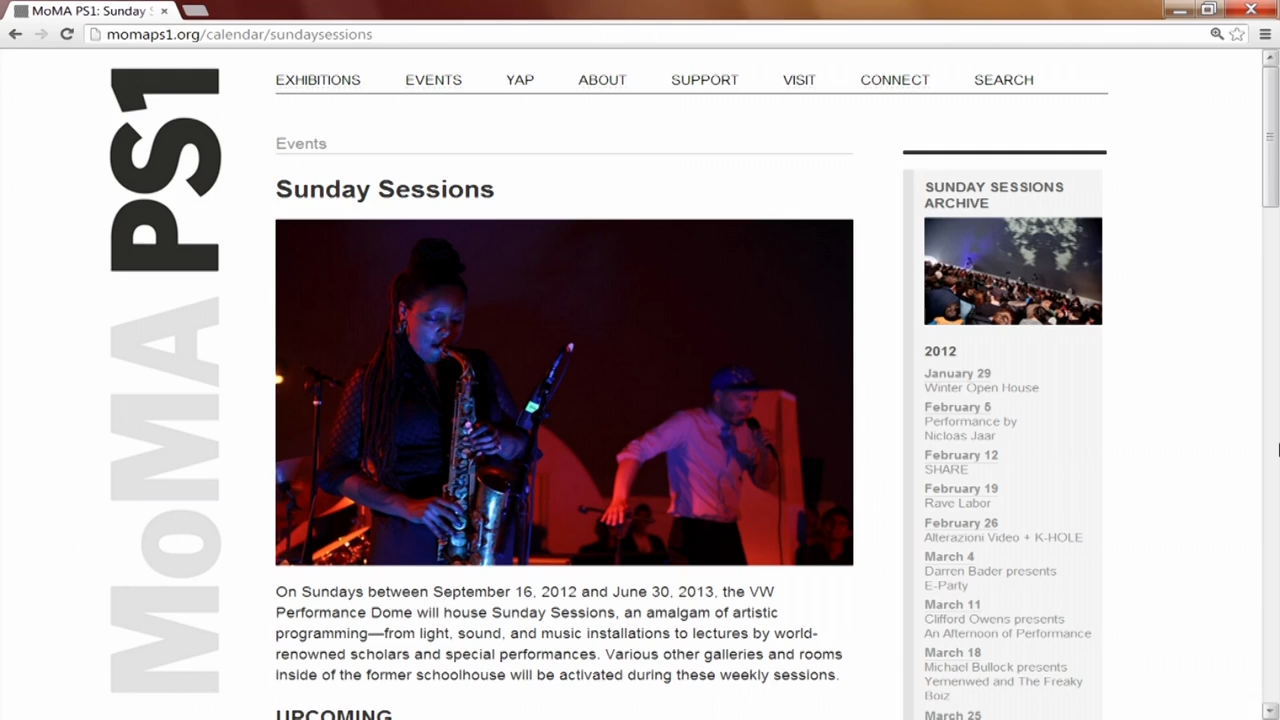 MoMA PS1: Sunday S
momaps1.org/calendar/sundaysessions
MoMA PS1
EXHIBITIONS EVENTS YAP ABOUT SUPPORT VISIT CONNECT SEARCH
Events
Sunday Sessions
On Sundays between September 16, 2012 and June 30, 2013, the VW
Performance Dome will house Sunday Sessions, an amalgam of artistic
programming—from light, sound, and music installations to lectures by world-
renowned scholars and special performances. Various other galleries and rooms
inside of the former schoolhouse will be activated during these weekly sessions.
UPCOMING
SUNDAY SESSIONS
ARCHIVE
2012
January 29
Winter Open House
February 5
Performance by
Nicloas Jaar
February 12
SHARE
February 19
Rave Labor
February 26
Alterazioni Video + K-HOLE
March 4
Darren Bader presents
E-Party
March 11
Clifford Owens presents
An Afternoon of Performance
March 18
Michael Bullock presents
Yemenwed and The Freaky
Boiz
March 25